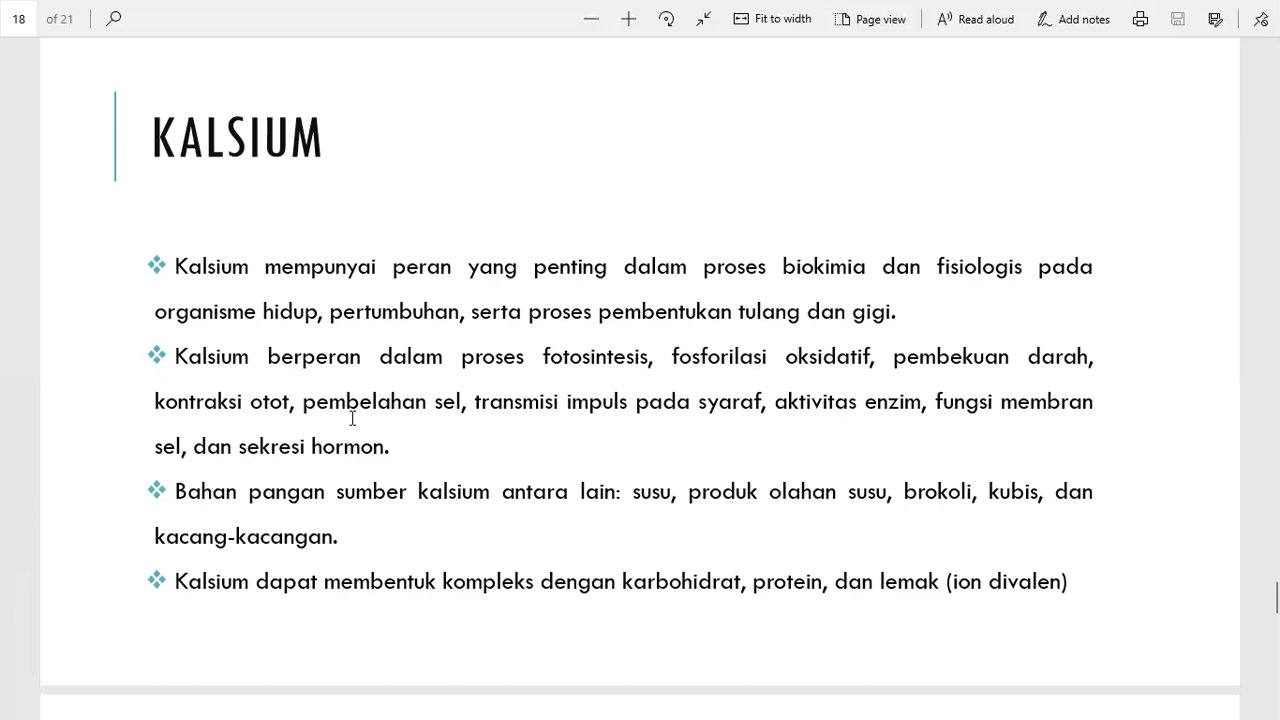 18 of 21 Fit to width Page view Read aloud Add notes
KALSIUM
Kalsium mempunyai peran yang penting dalam proses biokimia dan fisiologis pada
organisme hidup, pertumbuhan, serta proses pembentukan tulang dan gigi.
Kalsium berperan dalam proses fotosintesis, fosforilasi oksidatif, pembekuan darah,
kontraksi otot, pembelahan sel, transmisi impuls pada syaraf, aktivitas enzim, fungsi membran
sel, dan sekresi hormon.
Bahan pangan sumber kalsium antara lain: susu, produk olahan susu, brokoli, kubis, dan
kacang-kacangan.
Kalsium dapat membentuk kompleks dengan karbohidrat, protein, dan lemak (ion divalen)